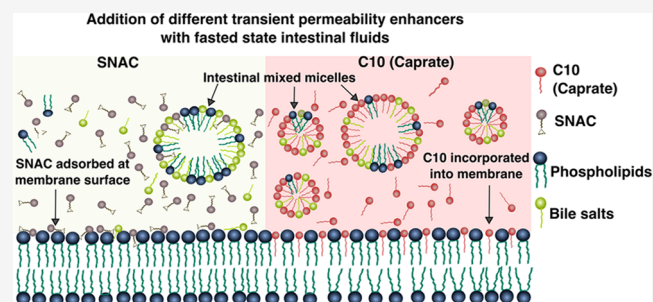 Addition of different transient permeability enhancers
with fasted state intestinal fluids
SNAC
C10 (Caprate)
Intestinal mixed micelles
SNAC adsorbed at
membrane surface
C10 incorporated
into membrane
C10
(Caprate)
SNAC
Phospholipids
Bile salts